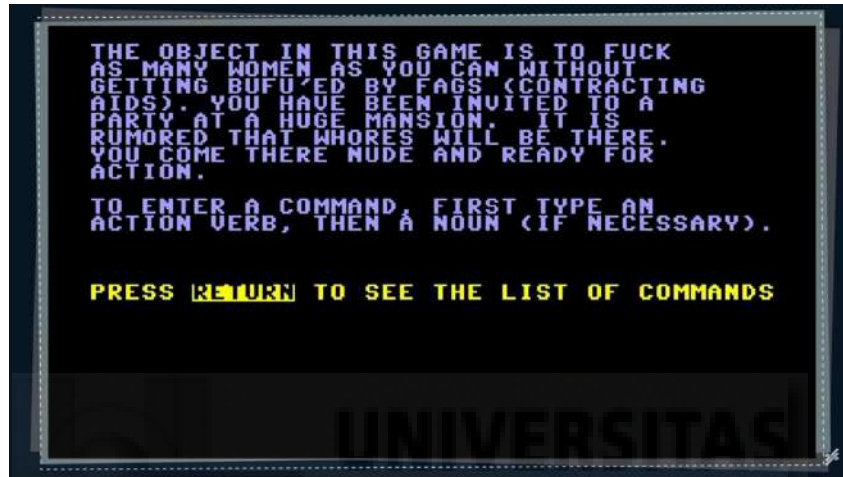 THE OBJECT IN THIS GAME IS TO FUCK
AS MANY WOMEN AS YOU CAN WITHOUT
GETTING BUFU'ED BY FAGS (CONTRACTING
AIDS). YOU HAVE BEEN INVITED TO A
PARTY AT A HUGE MANSION. IT IS
RUMORED THAT WHORES WILL BE THERE.
YOU COME THERE NUDE AND READY FOR
ACTION.
TO ENTER A COMMAND, FIRST TYPE AN
ACTION VERB, THEN A NOUN (IF NECESSARY).
PRESS RETURN TO SEE THE LIST OF COMMANDS
UNIVERSITAS